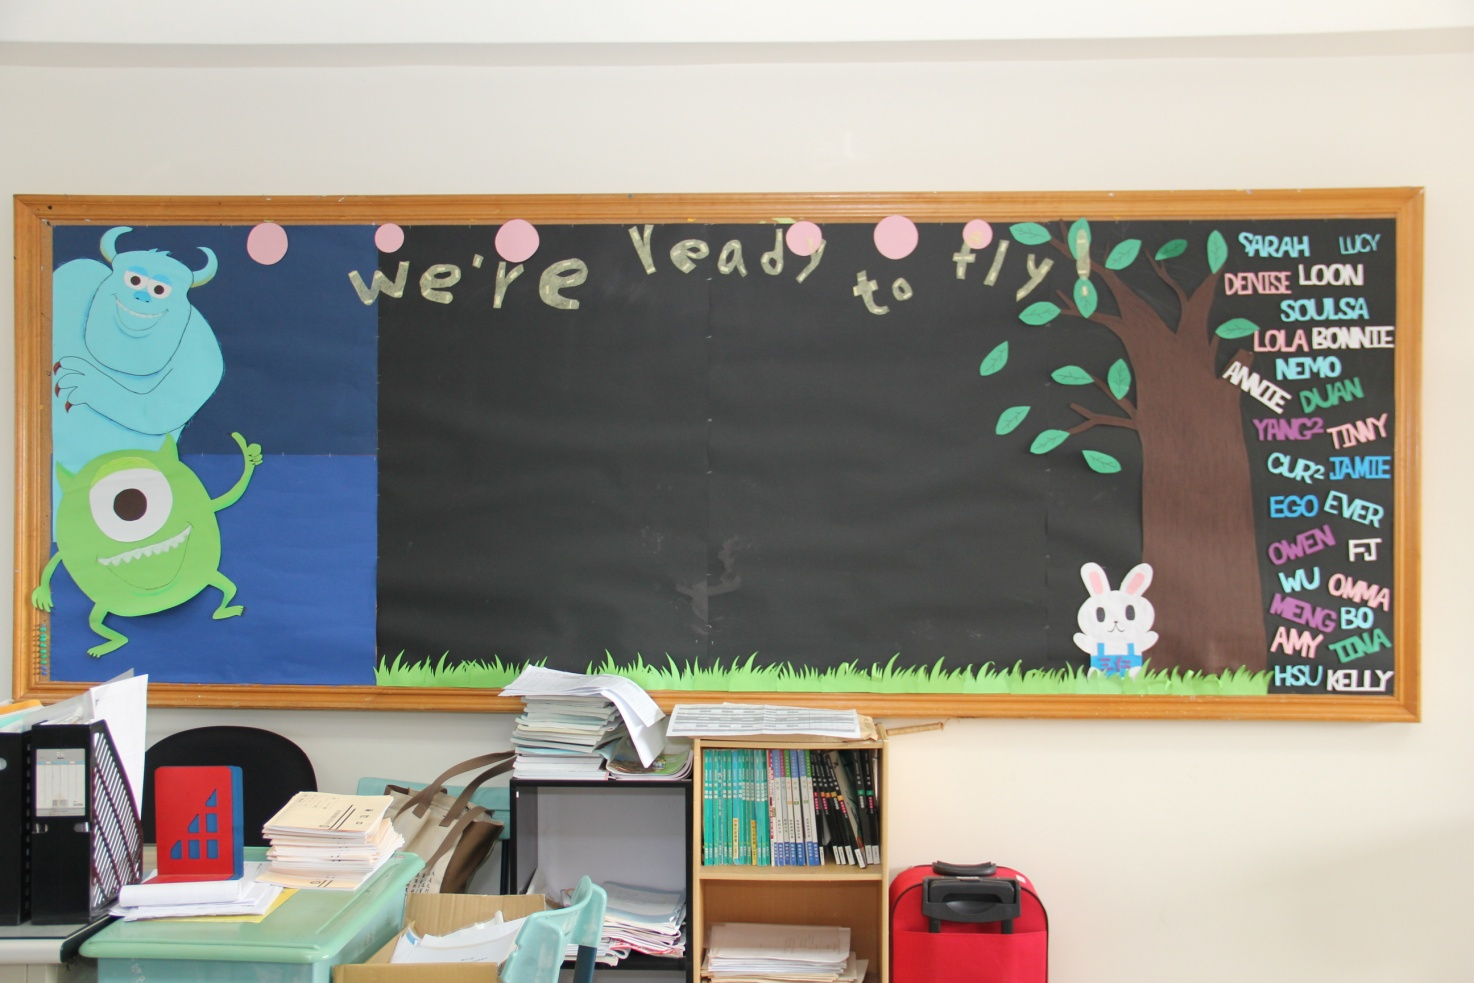 we're ready to fly!
SARAH LUCY
DENISE LOON
SOULSA
LOLA BONNIE
NEMO
ANNIE DUAN
YANG2 TINNY
CUR2 JAMIE
EGO EVER
OWEN FJ
WU OMMA
MENG BO
AMY TINA
HSU KELLY